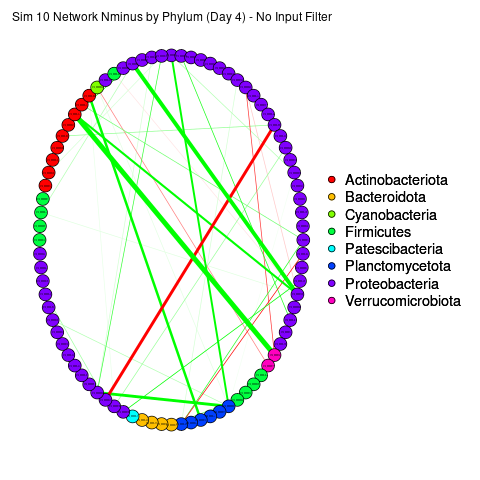 Sim 10 Network Nminus by Phylum (Day 4) - No Input Filter
Actinobacteriota
Bacteroidota
Cyanobacteria
Firmicutes
Patescibacteria
Planctomycetota
Proteobacteria
Verrucomicrobiota